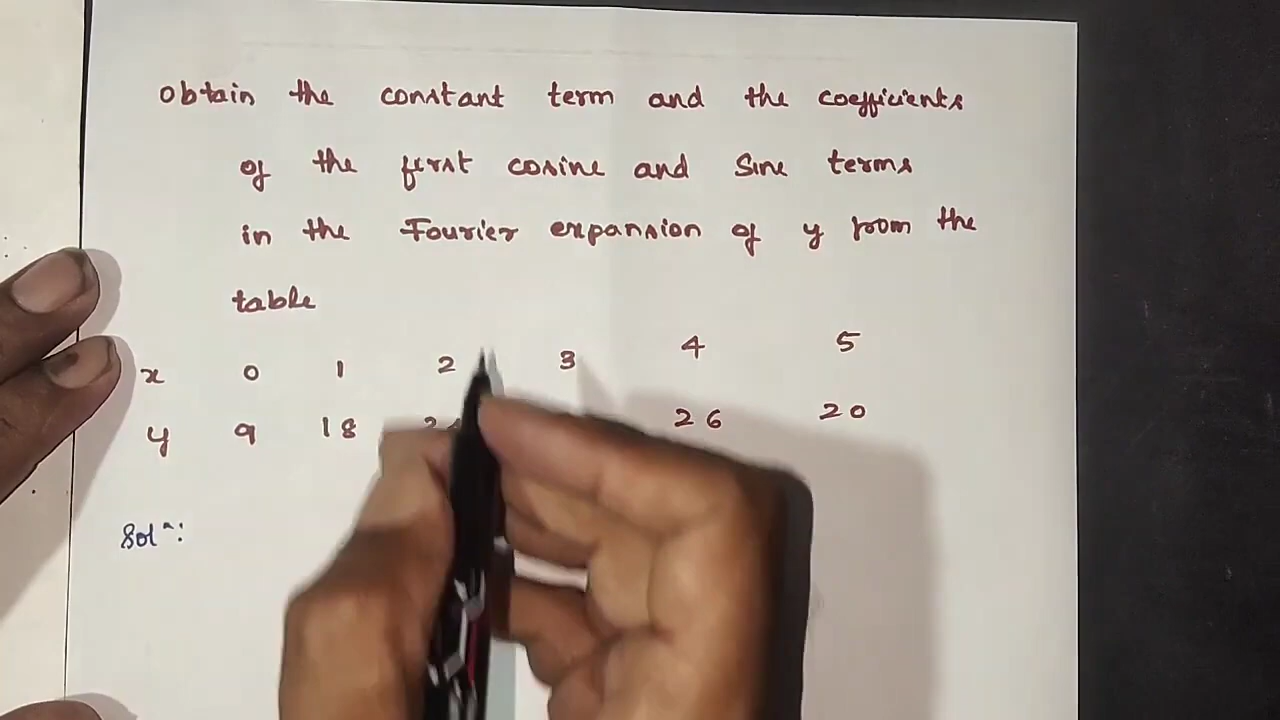 obtain the constant term and the coefficients
of the first cosine and Sine terms
in the Fourier expansion of y from the
table
x 0 1 2 3 4 5
y 9 18 26 20
Solⁿ: